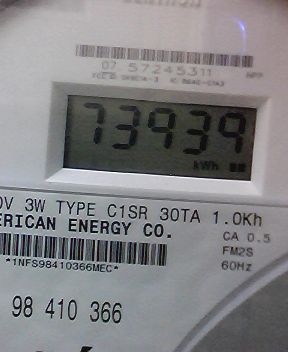 07 57245311
73939
kWh
0V 3W TYPE C1SR 30TA 1.0Kh
ERICAN ENERGY CO.
CA 0.5
FM2S
60Hz
*1NFS98410366MEC*
98 410 366